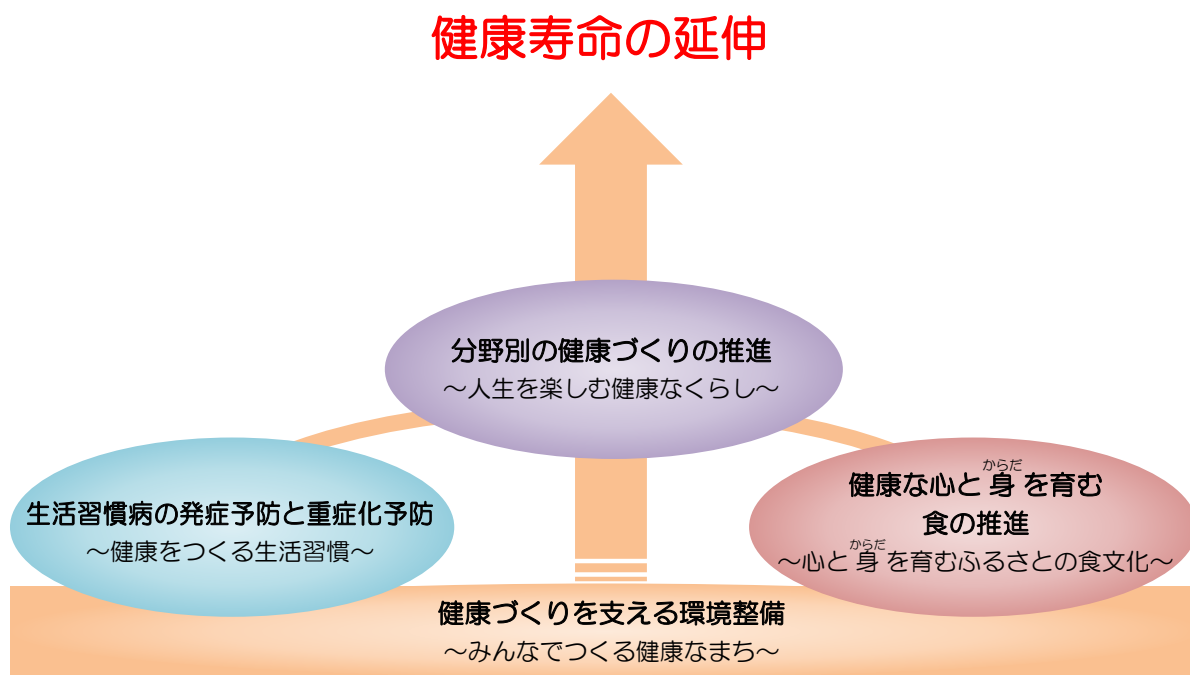 健康寿命の延伸
分野別の健康づくりの推進
～人生を楽しむ健康なくらし～
生活習慣病の発症予防と重症化予防
～健康をつくる生活習慣～
からだ
健康な心と身を育む
食の推進
からだ
～心と身を育むふるさとの食文化～
健康づくりを支える環境整備
～みんなでつくる健康なまち～